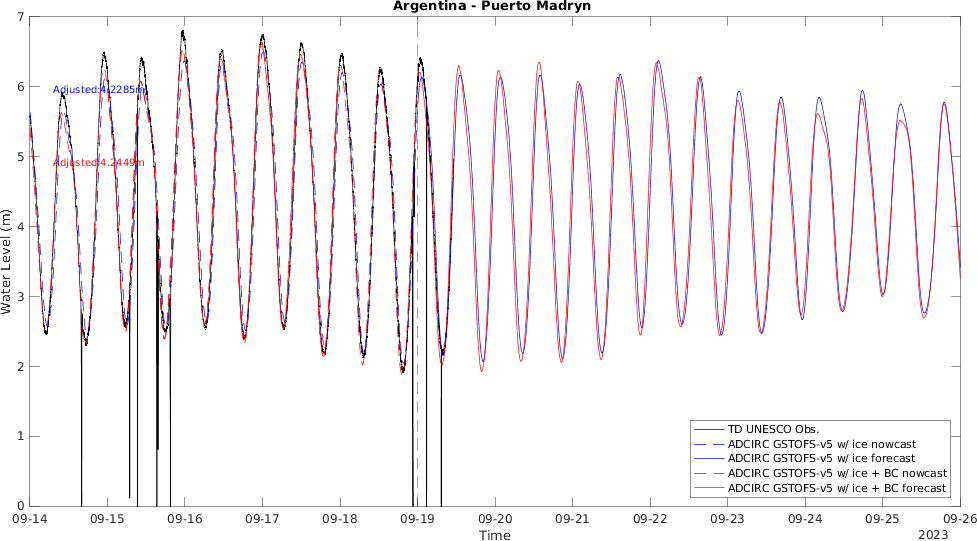 Argentina - Puerto Madryn
7
6
5
4
3
2
1
0
Water Level (m)
Adjusted:4.2285m
Adjusted:4.2449m
TD UNESCO Obs.
ADCIRC GSTOFS-v5 w/ ice nowcast
ADCIRC GSTOFS-v5 w/ ice forecast
ADCIRC GSTOFS-v5 w/ ice + BC nowcast
ADCIRC GSTOFS-v5 w/ ice + BC forecast
09-14 09-15 09-16 09-17 09-18 09-19 09-20 09-21 09-22 09-23 09-24 09-25 09-26
Time
2023